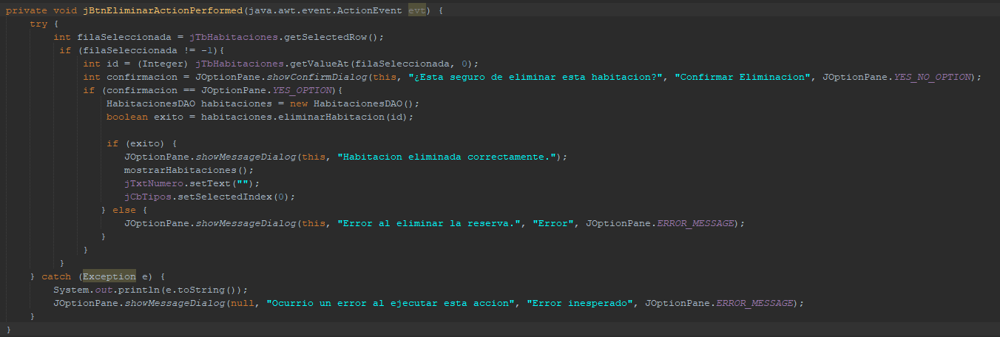 private void jBtnEliminarActionPerformed(java.awt.event.ActionEvent evt) {
try {
int filaSeleccionada = jTbHabitaciones.getSelectedRow();
if (filaSeleccionada != -1){
int id = (Integer) jTbHabitaciones.getValueAt(filaSeleccionada, 0);
int confirmacion = JOptionPane.showConfirmDialog(this, "¿Esta seguro de eliminar esta habitacion?", "Confirmar Eliminacion", JOptionPane.YES_NO_OPTION);
if (confirmacion == JOptionPane.YES_OPTION){
HabitacionesDAO habitaciones = new HabitacionesDAO();
boolean exito = habitaciones.eliminarHabitacion(id);
if (exito) {
JOptionPane.showMessageDialog(this, "Habitacion eliminada correctamente.");
mostrarHabitaciones();
jTxtNumero.setText("");
jCbTipos.setSelectedIndex(0);
} else {
JOptionPane.showMessageDialog(this, "Error al eliminar la reserva.", "Error", JOptionPane.ERROR_MESSAGE);
}
}
}
} catch (Exception e) {
System.out.println(e.toString());
JOptionPane.showMessageDialog(null, "Ocurrio un error al ejecutar esta accion", "Error inesperado", JOptionPane.ERROR_MESSAGE);
}
}